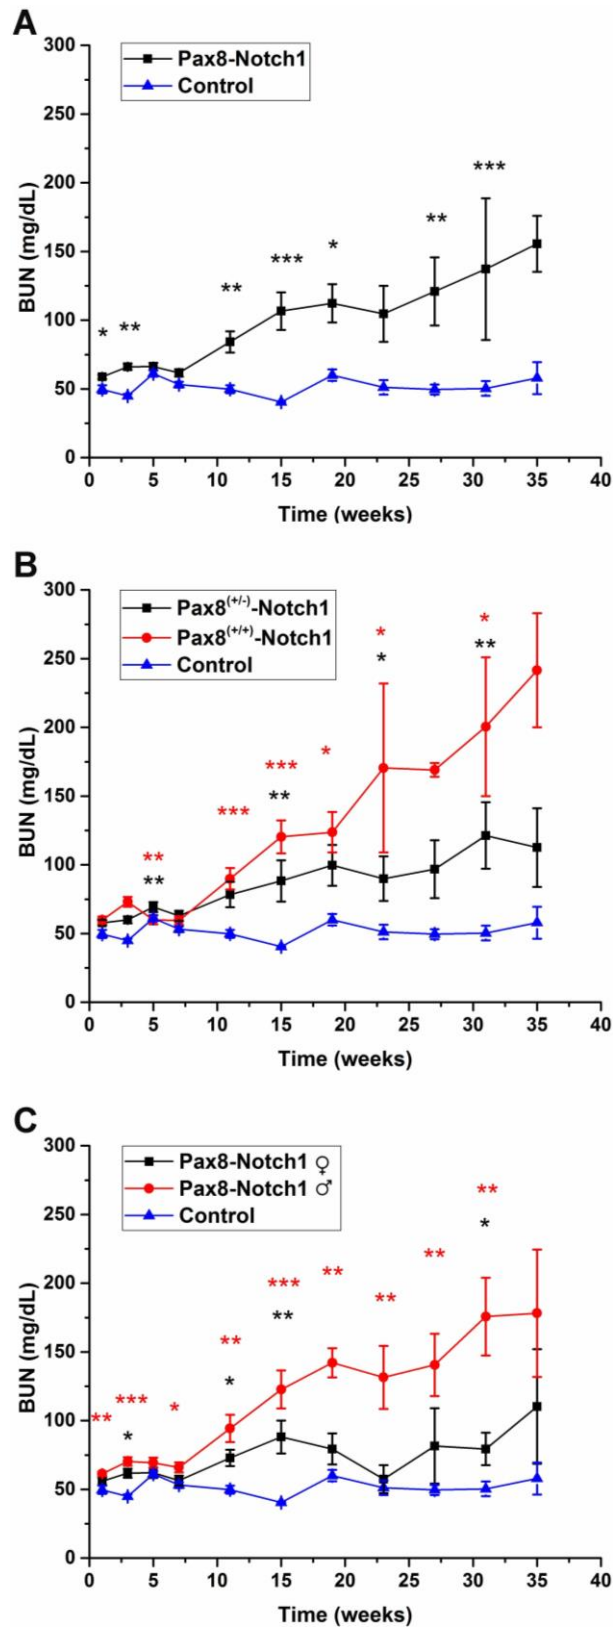 A
300
Pax8-Notch1
Control
250
200
***
**
*
***
**
**
*
150
100
50
0
BUN (mg/dL)
0 5 10 15 20 25 30 35 40
Time (weeks)
B
300
Pax8(+/-)-Notch1
Pax8(+/+)-Notch1
Control
* *
* **
250
200
***
*
***
**
**
**
150
100
50
0
BUN (mg/dL)
0 5 10 15 20 25 30 35 40
Time (weeks)
C
300
Pax8-Notch1 ♀
Pax8-Notch1 ♂
Control
**
*
250
200
***
**
**
**
**
**
*
**
***
*
*
150
100
50
0
BUN (mg/dL)
0 5 10 15 20 25 30 35 40
Time (weeks)